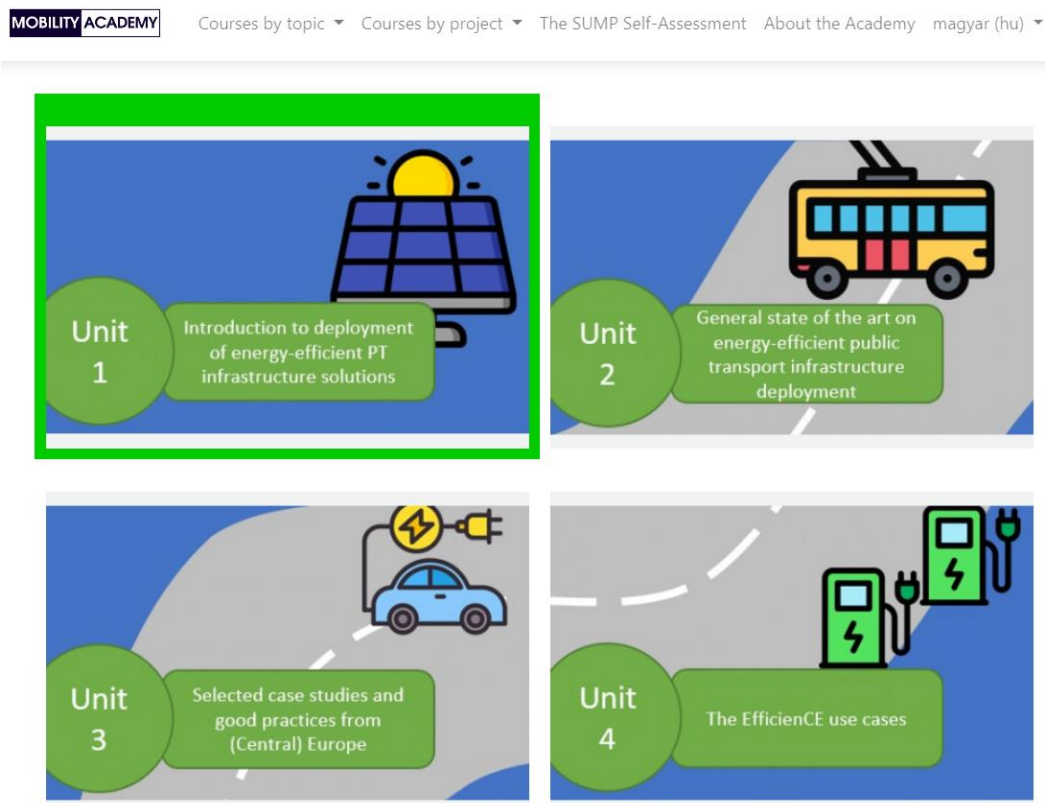 MOBILITY ACADEMY Courses by topic Courses by project The SUMP Self-Assessment About the Academy magyar (hu)
Unit
1
Introduction to deployment
of energy-efficient PT
infrastructure solutions
Unit
2
General state of the art on
energy-efficient public
transport infrastructure
deployment
Unit
3
Selected case studies and
good practices from
(Central) Europe
Unit
4
The EfficienCE use cases